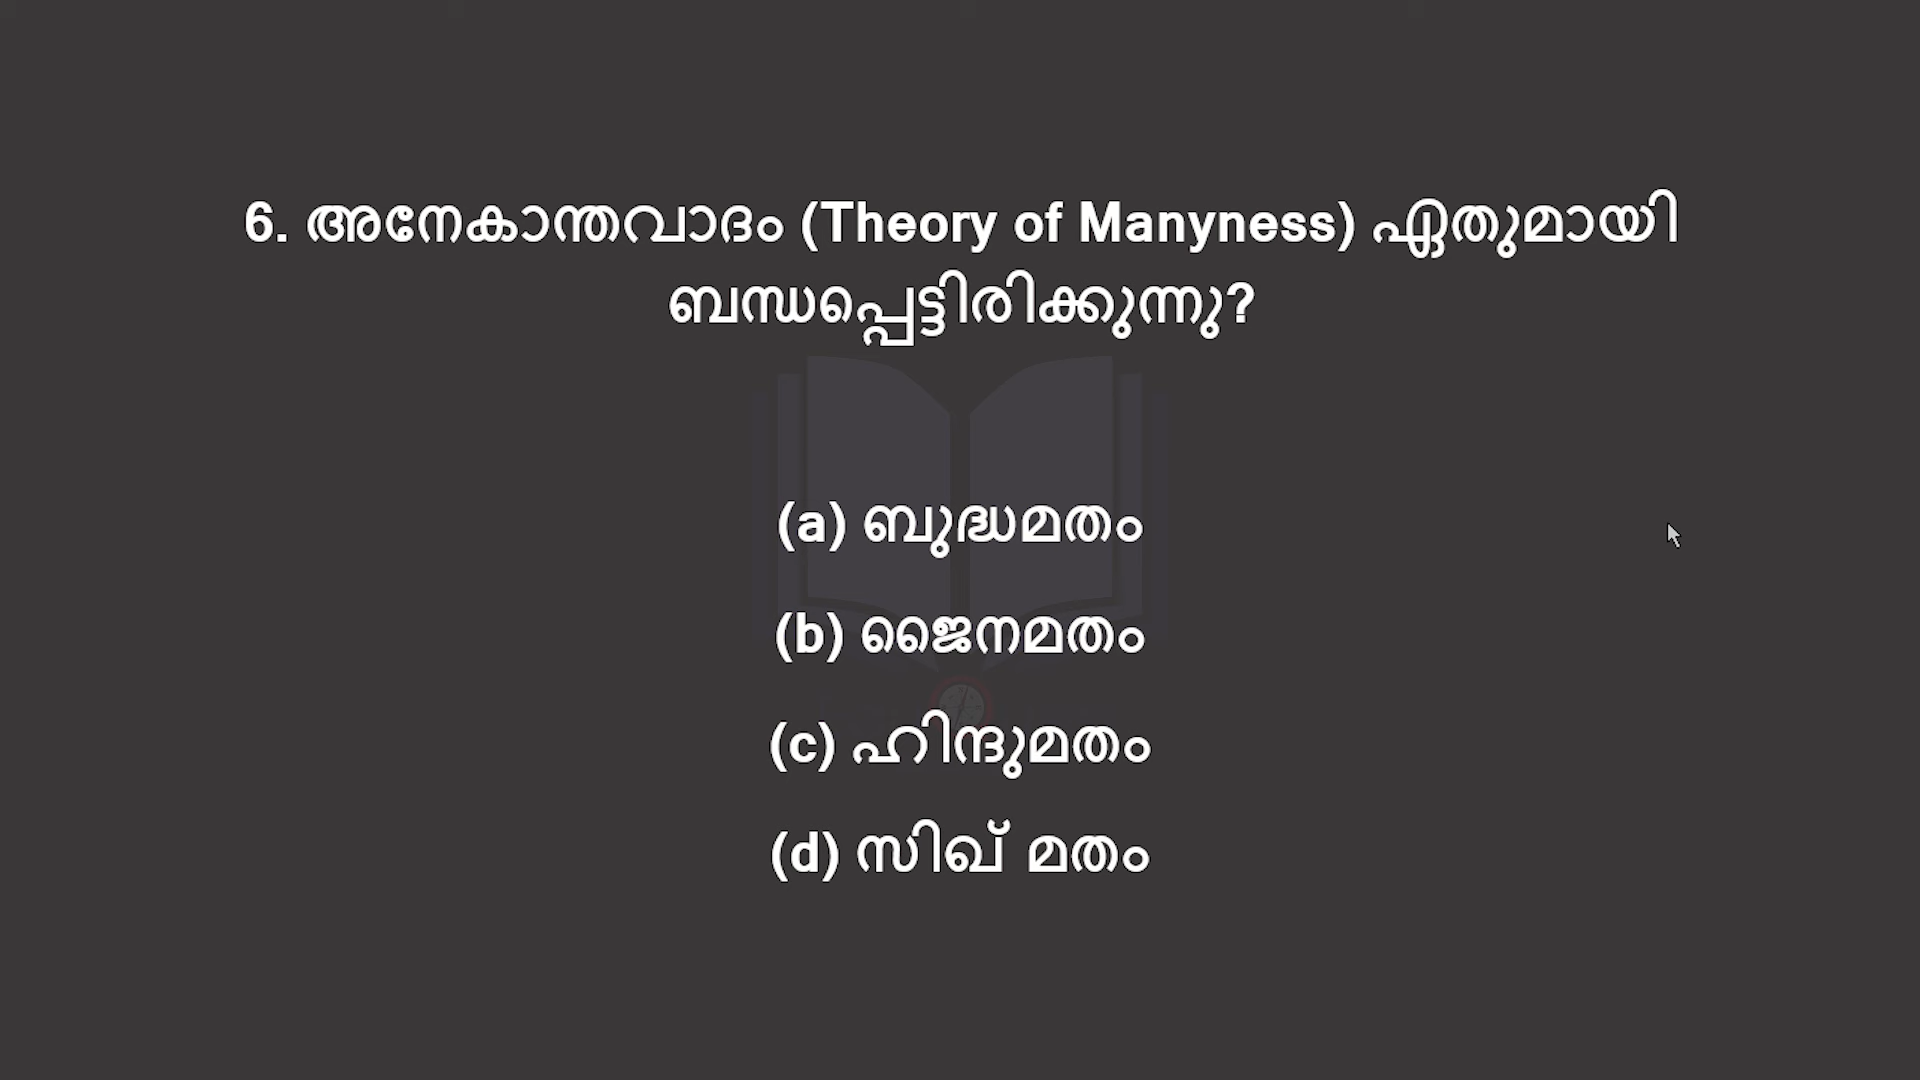 6. അനേകാന്തവാദം (Theory of Manyness) ഏതുമായി
ബന്ധപ്പെട്ടിരിക്കുന്നു?
(a) ബുദ്ധമതം
(b) ജൈനമതം
(c) ഹിന്ദുമതം
(d) സിഖ് മതം